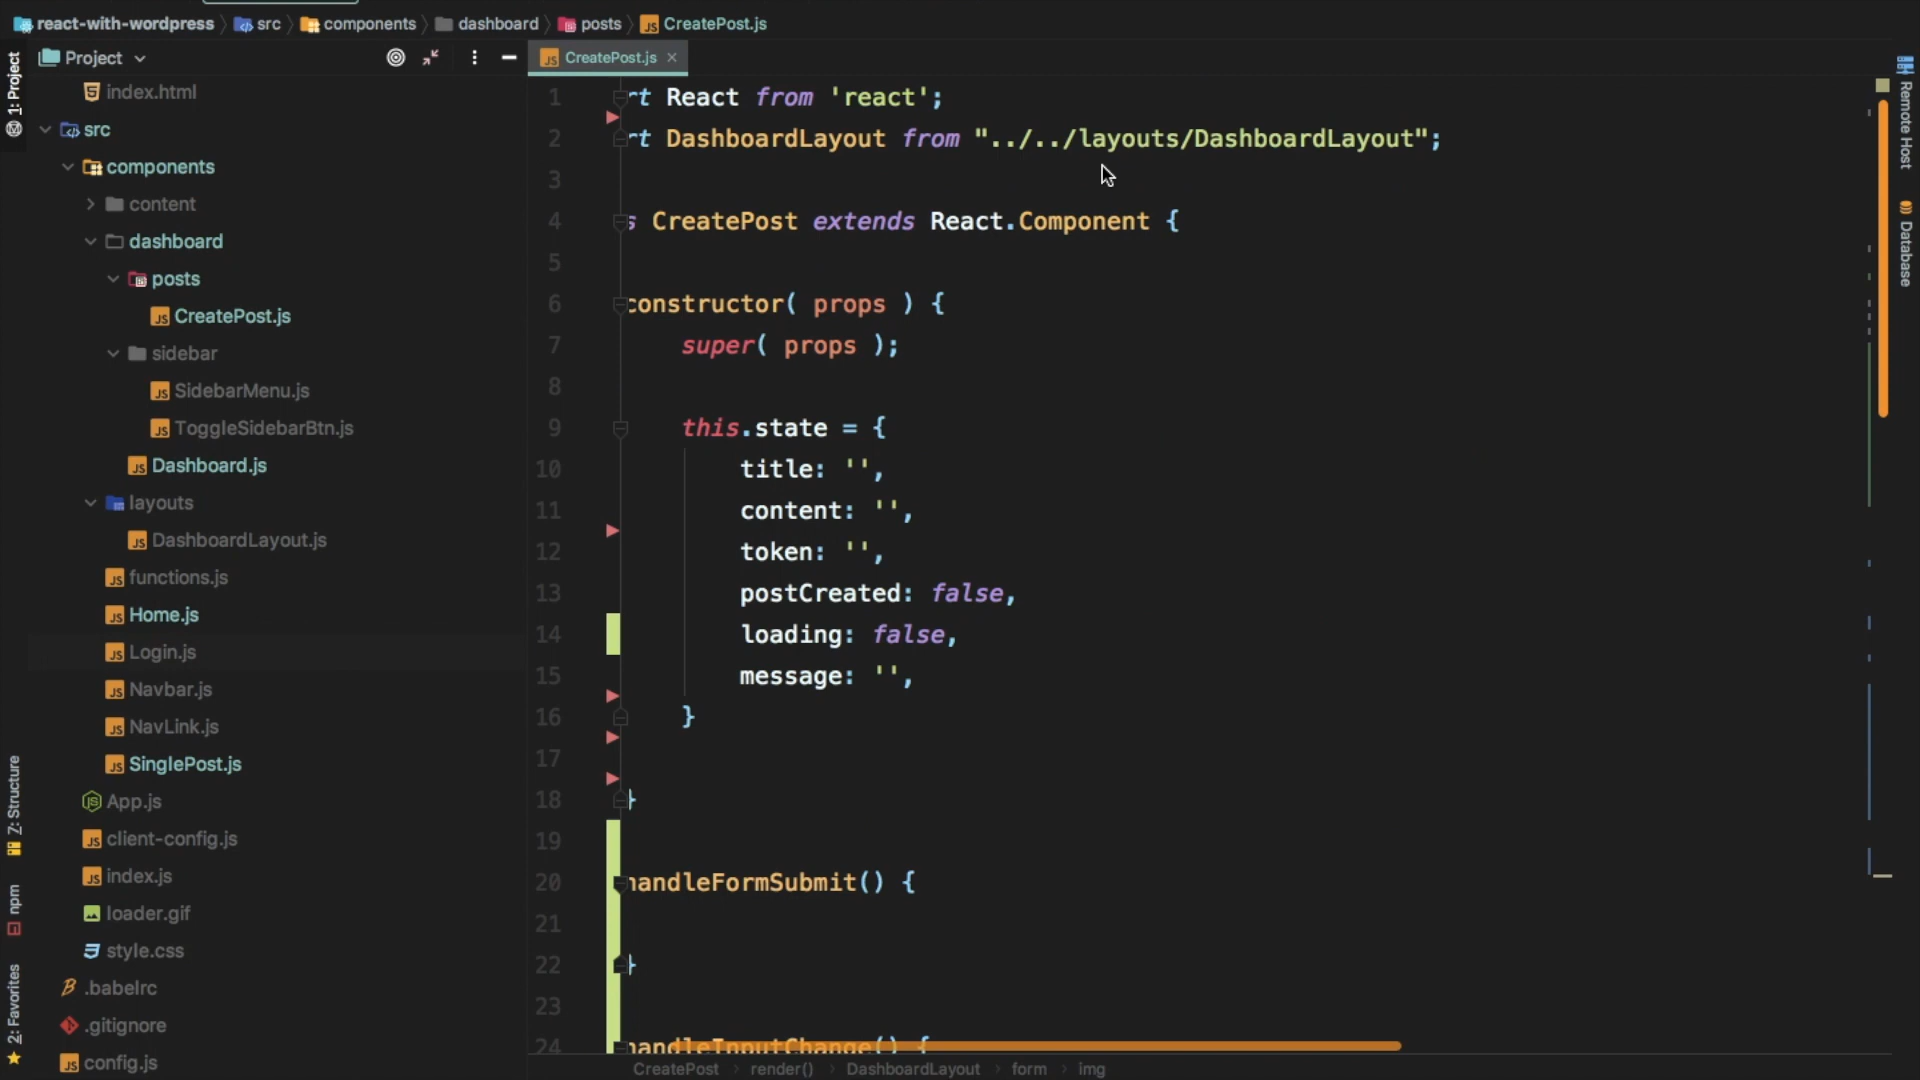 react-with-wordpress src components dashboard posts CreatePost.js
Project
CreatePost.js
1: Project
index.html
src
components
content
dashboard
posts
CreatePost.js
sidebar
SidebarMenu.js
ToggleSidebarBtn.js
Dashboard.js
layouts
DashboardLayout.js
functions.js
Home.js
Login.js
Navbar.js
NavLink.js
SinglePost.js
App.js
client-config.js
index.js
loader.gif
style.css
.babelrc
.gitignore
config.js
Z: Structure
npm
2: Favorites
1 rt React from 'react';
2 rt DashboardLayout from "../../layouts/DashboardLayout";
3
4 s CreatePost extends React.Component {
5
6 constructor( props ) {
7 super( props );
8
9 this.state = {
10 title: '',
11 content: '',
12 token: '',
13 postCreated: false,
14 loading: false,
15 message: '',
16 }
17
18 }
19
20 handleFormSubmit() {
21
22 }
23
24 handleInputChange() {
CreatePost render() DashboardLayout form img
Remote Host
Database